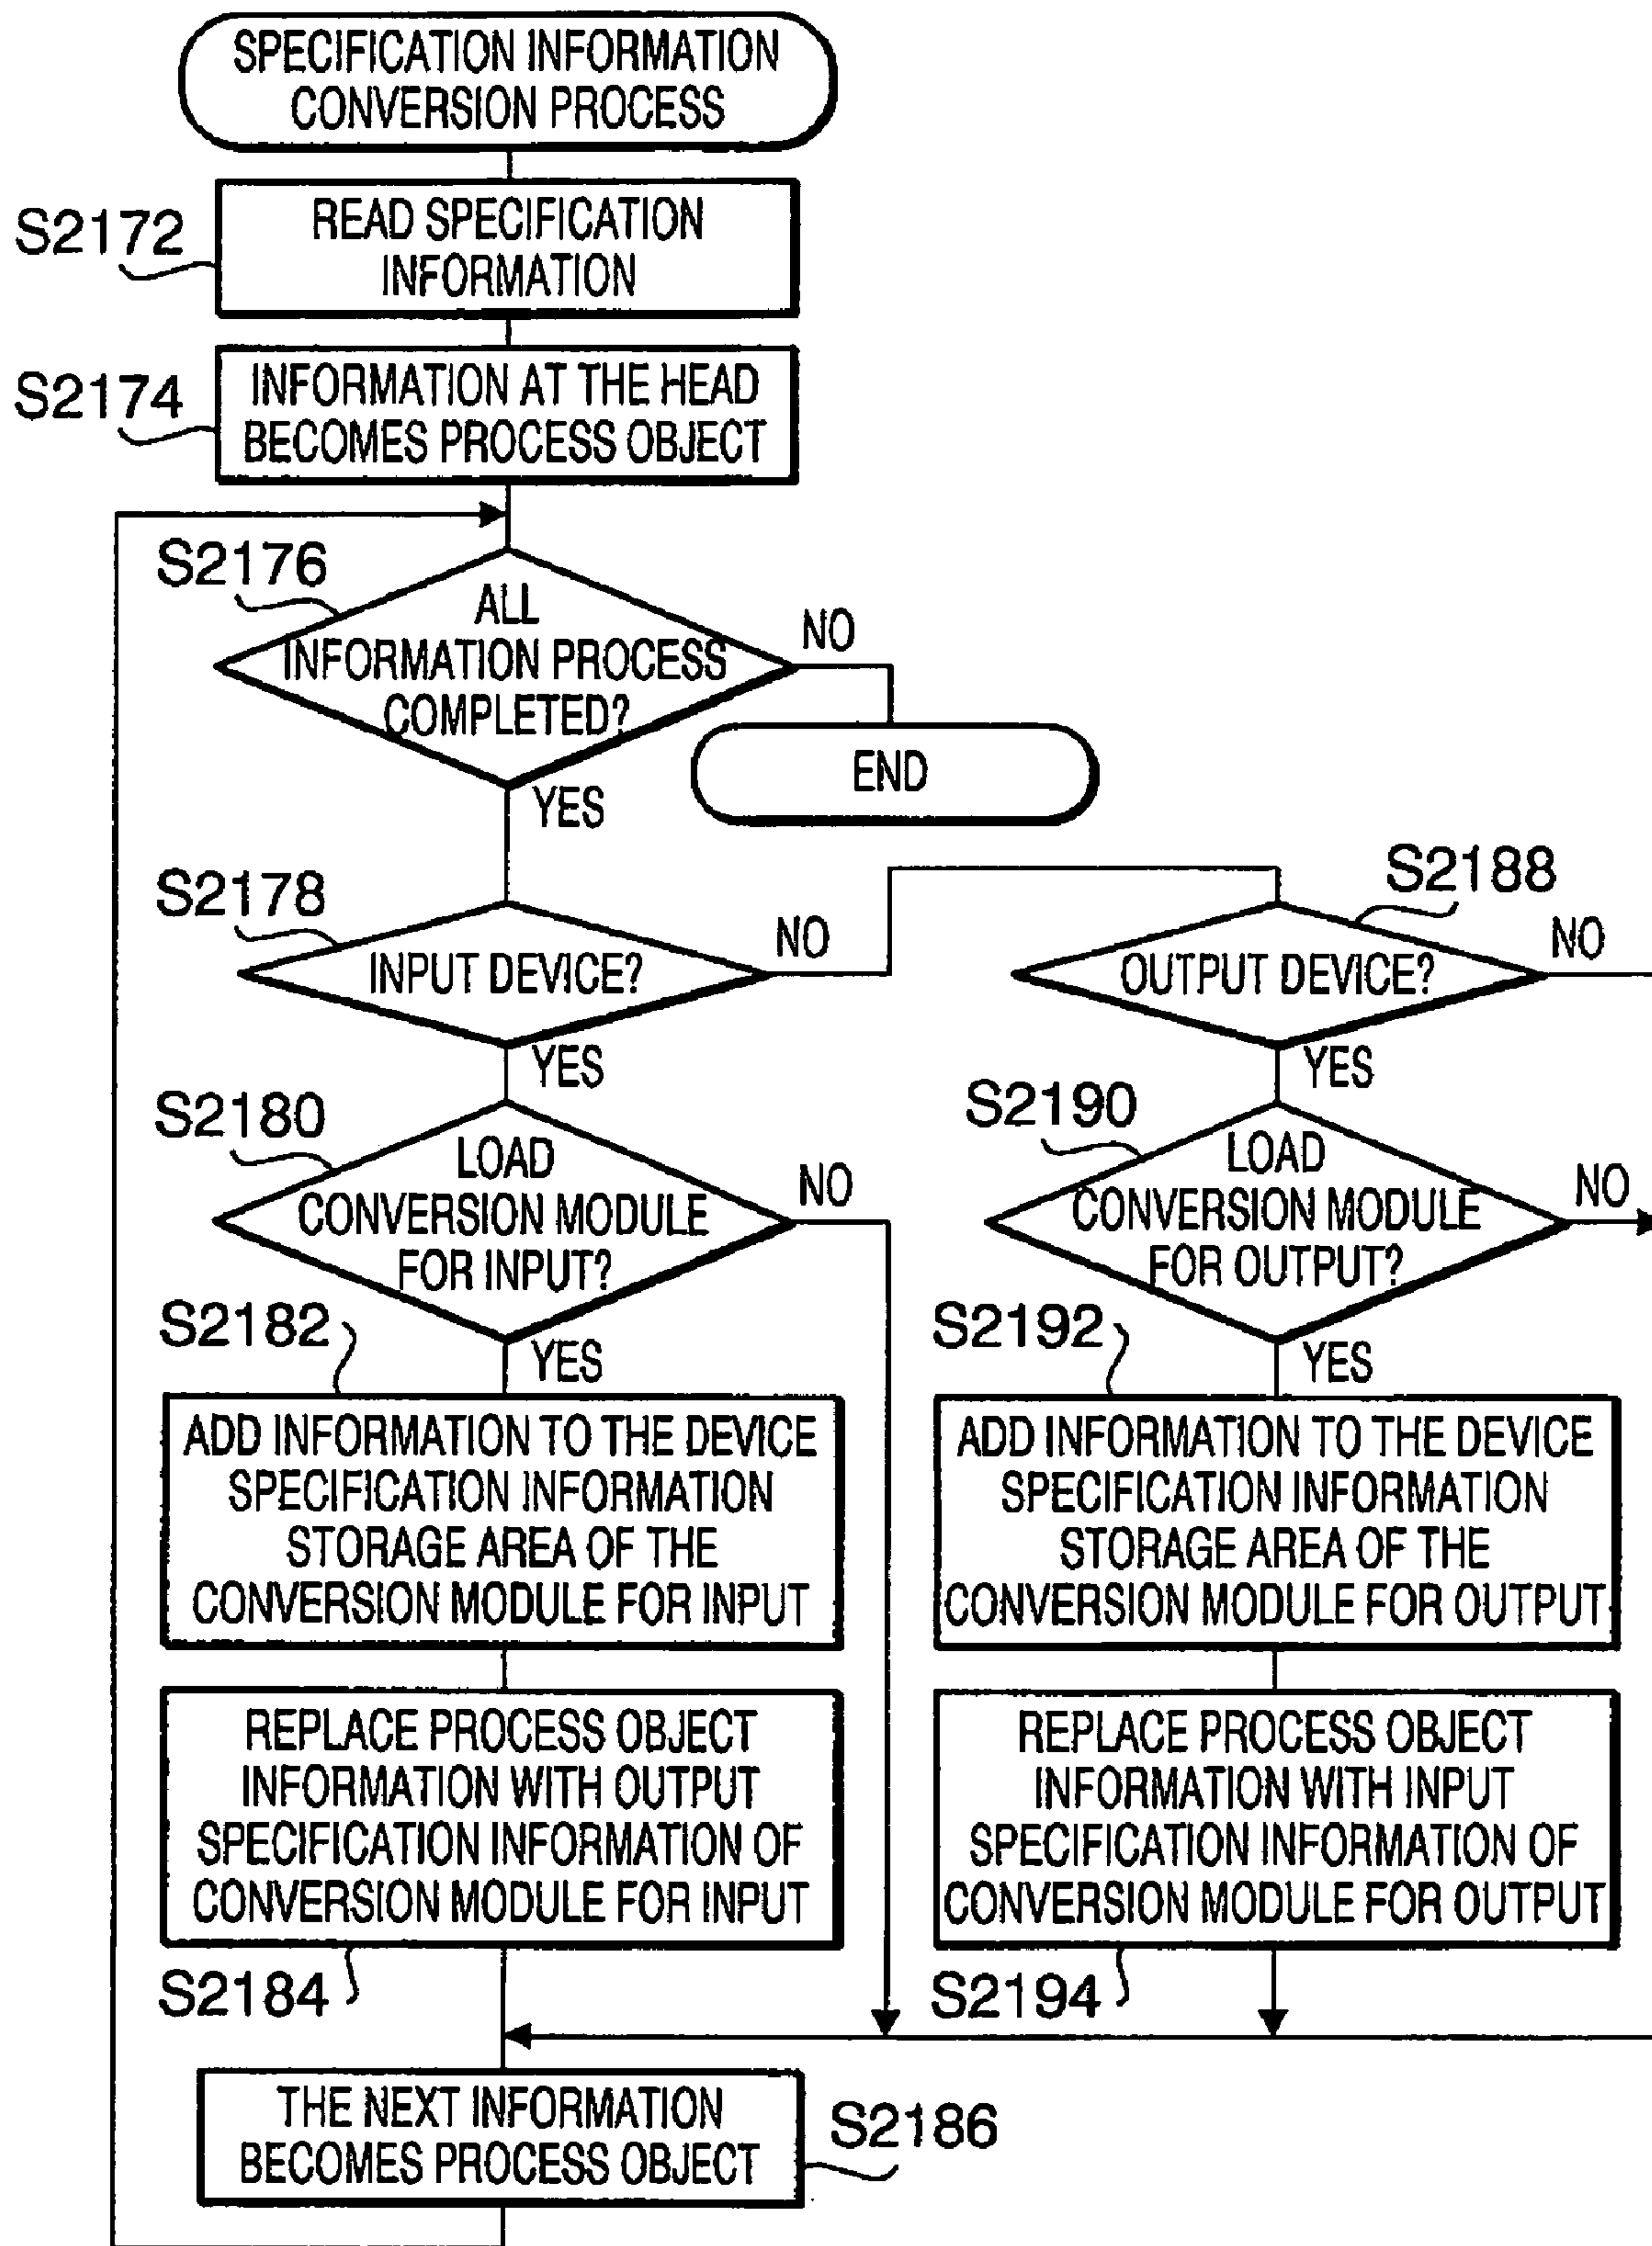 SPECIFICATION INFORMATION
CONVERSION PROCESS
S2172
READ SPECIFICATION
INFORMATION
S2174
INFORMATION AT THE HEAD
BECOMES PROCESS OBJECT
S2176
ALL
INFORMATION PROCESS
COMPLETED?
NO
END
YES
S2178
INPUT DEVICE?
NO
YES
S2188
OUTPUT DEVICE?
NO
YES
S2180
LOAD
CONVERSION MODULE
FOR INPUT?
NO
YES
S2190
LOAD
CONVERSION MODULE
FOR OUTPUT?
NO
YES
S2182
ADD INFORMATION TO THE DEVICE
SPECIFICATION INFORMATION
STORAGE AREA OF THE
CONVERSION MODULE FOR INPUT
S2192
ADD INFORMATION TO THE DEVICE
SPECIFICATION INFORMATION
STORAGE AREA OF THE
CONVERSION MODULE FOR OUTPUT
REPLACE PROCESS OBJECT
INFORMATION WITH OUTPUT
SPECIFICATION INFORMATION OF
CONVERSION MODULE FOR INPUT
S2184
REPLACE PROCESS OBJECT
INFORMATION WITH INPUT
SPECIFICATION INFORMATION OF
CONVERSION MODULE FOR OUTPUT
S2194
THE NEXT INFORMATION
BECOMES PROCESS OBJECT
S2186